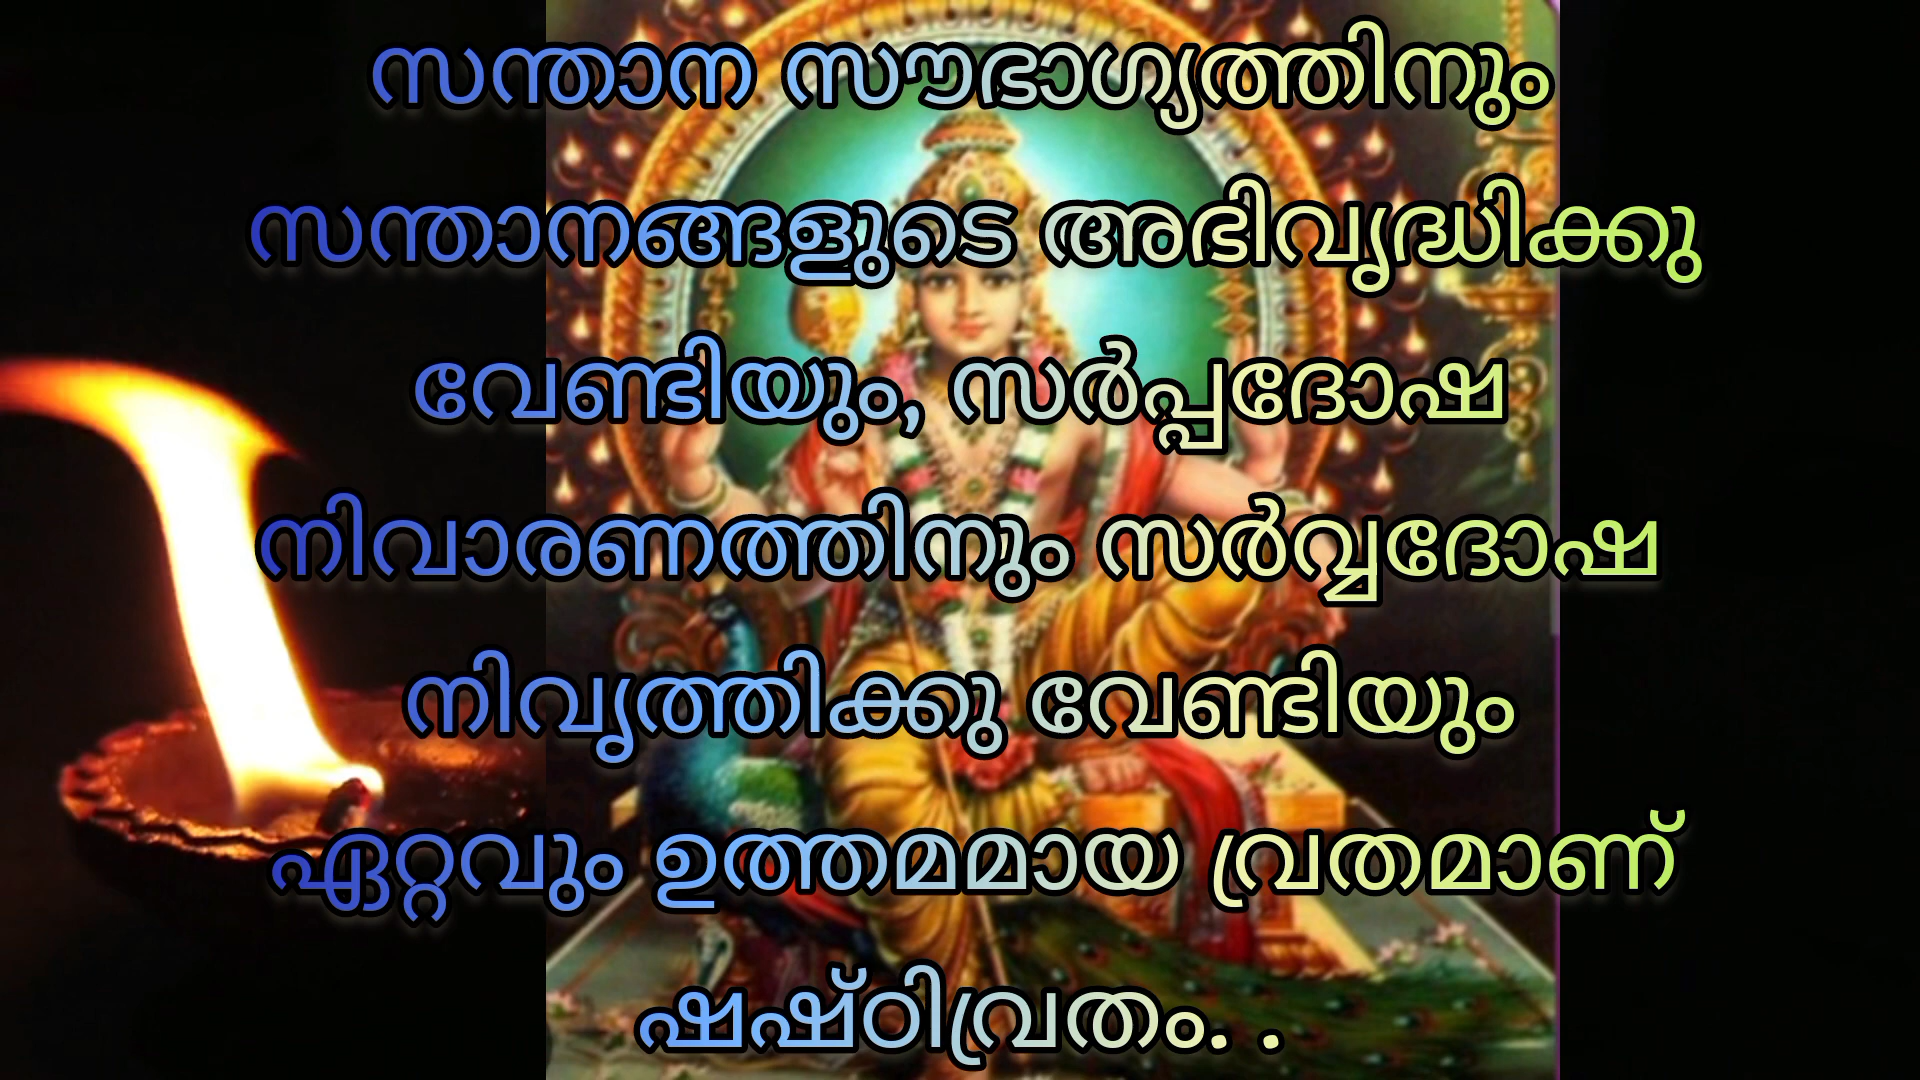 സന്താന സൗഭാഗ്യത്തിനും
സന്താനങ്ങളുടെ അഭിവൃദ്ധിക്കു
വേണ്ടിയും, സർപ്പദോഷ
നിവാരണത്തിനും സർവ്വദോഷ
നിവൃത്തിക്കു വേണ്ടിയും
ഏറ്റവും ഉത്തമമായ വ്രതമാണ്
ഷഷ്ഠിവ്രതം. .